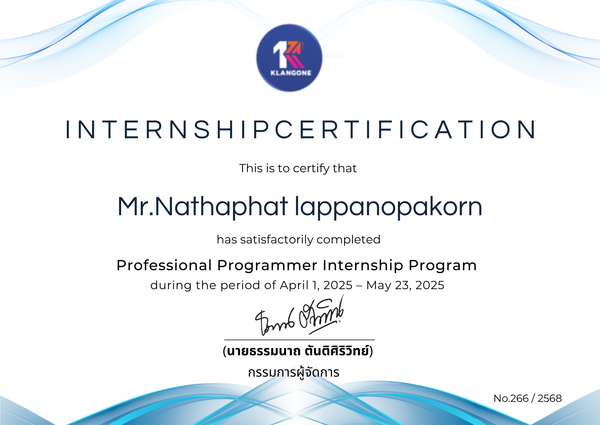 KLANGONE
INTERNSHIPCERTIFICATION
This is to certify that
Mr.Nathaphat lappanopakorn
has satisfactorily completed
Professional Programmer Internship Program
during the period of April 1, 2025 – May 23, 2025
(นายธรรมนาถ ตันติศิริวิทย์)
กรรมการผู้จัดการ
No.266 / 2568